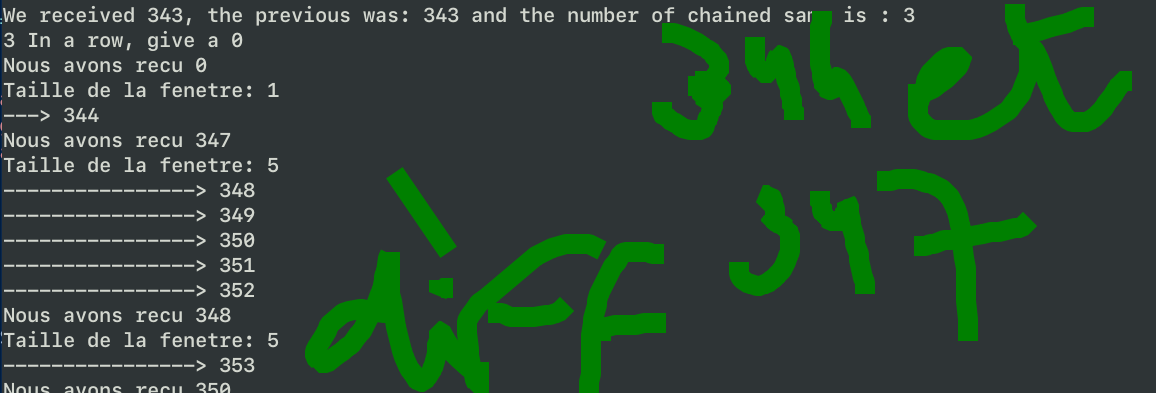 We received 343, the previous was: 343 and the number of chained same is : 3
3 In a row, give a 0
Nous avons recu 0
Taille de la fenetre: 1
---> 344
Nous avons recu 347
Taille de la fenetre: 5
----------------> 348
----------------> 349
----------------> 350
----------------> 351
----------------> 352
Nous avons recu 348
Taille de la fenetre: 5
----------------> 353
Nous avons recu 350
diff
344 et
347